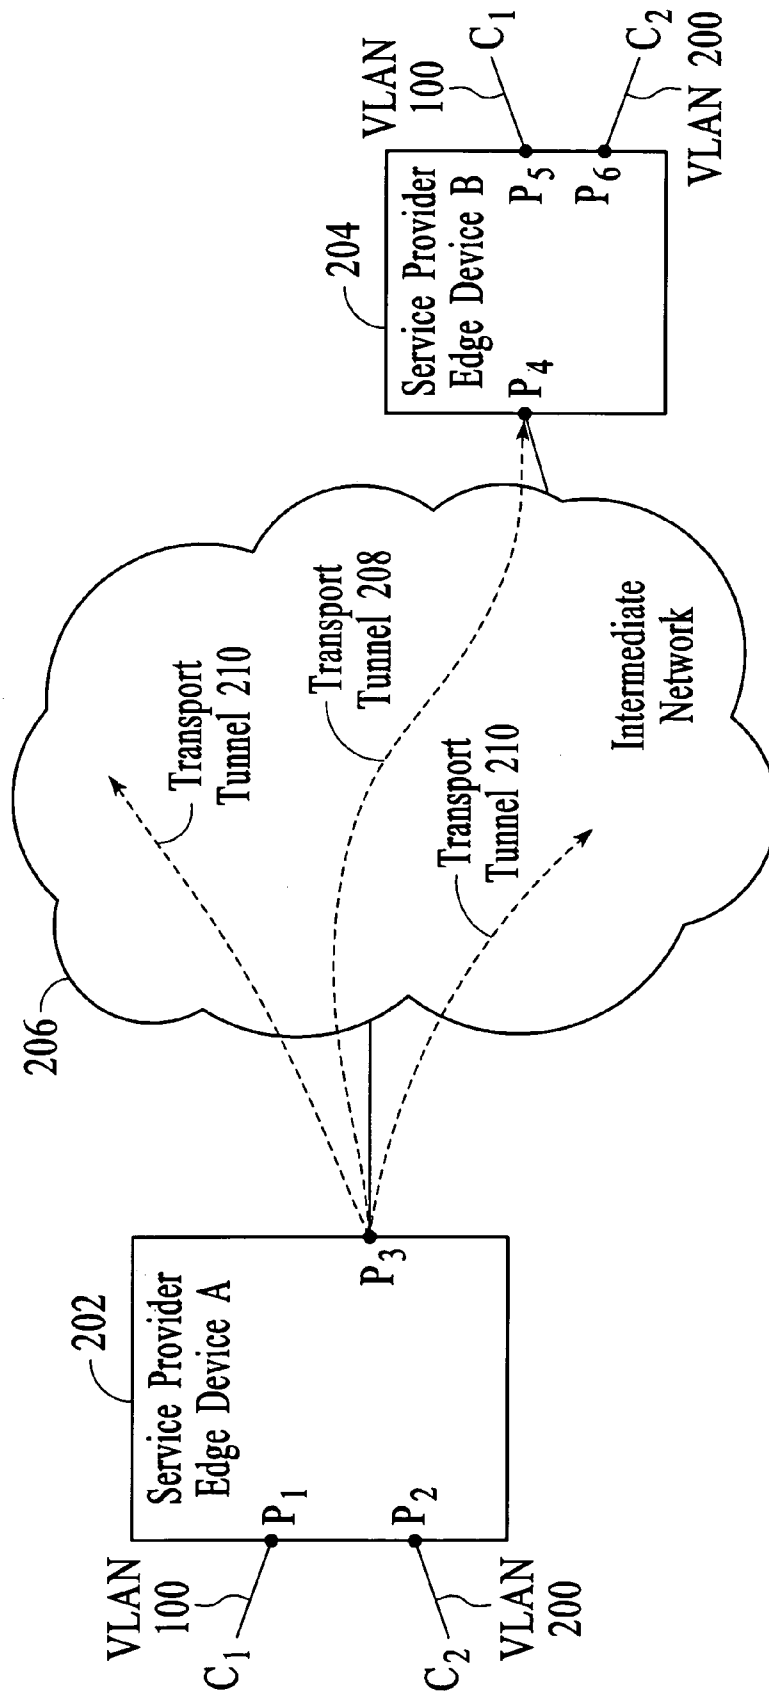 VLAN
100
C1
C2
VLAN
200
202
Service Provider
Edge Device A
P1
P2
P3
206
Transport
Tunnel 210
Transport
Tunnel 208
Transport
Tunnel 210
Intermediate
Network
204
Service Provider
Edge Device B
P4
P5
P6
VLAN
100
C1
C2
VLAN 200